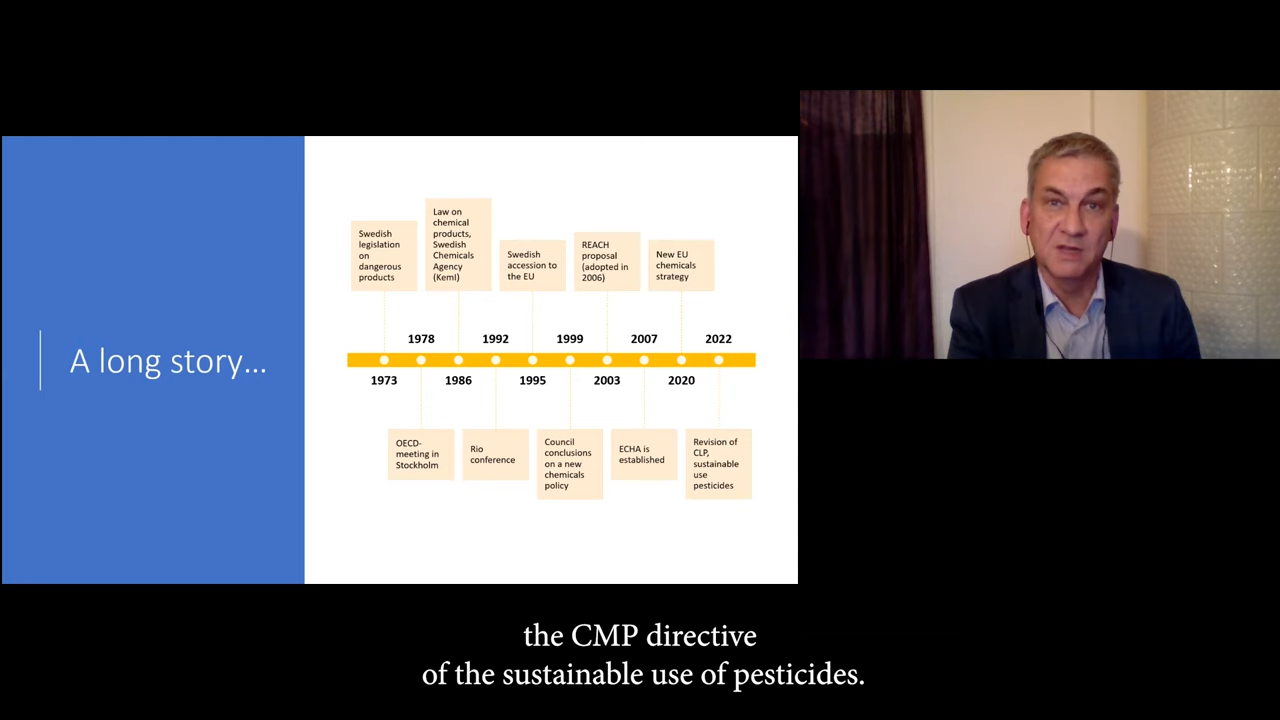 A long story...
Swedish
legislation
on
dangerous
products
Law on
chemical
products,
Swedish
Chemicals
Agency
(KemI)
Swedish
accession to
the EU
REACH
proposal
(adopted in
2006)
New EU
chemicals
strategy
1978
1992
1999
2007
2022
1973
1986
1995
2003
2020
OECD-
meeting in
Stockholm
Rio
conference
Council
conclusions
on a new
chemicals
policy
ECHA is
established
Revision of
CLP,
sustainable
use
pesticides
the CMP directive
of the sustainable use of pesticides.